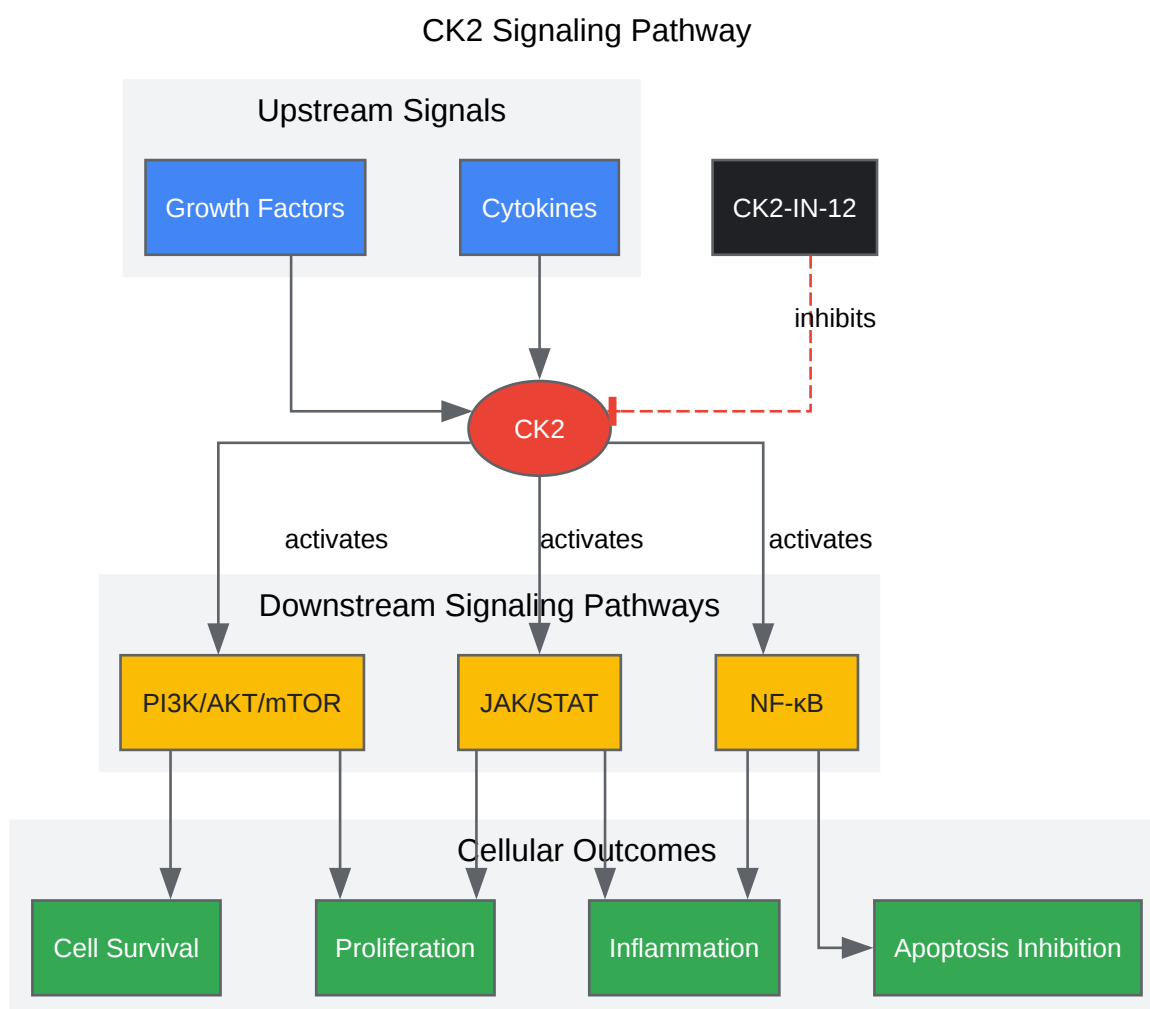 CK2 Signaling Pathway
Upstream Signals
Growth Factors
Cytokines
CK2-IN-12
inhibits
CK2
activates
activates
activates
Downstream Signaling Pathways
PI3K/AKT/mTOR
JAK/STAT
NF-κB
Cellular Outcomes
Cell Survival
Proliferation
Inflammation
Apoptosis Inhibition